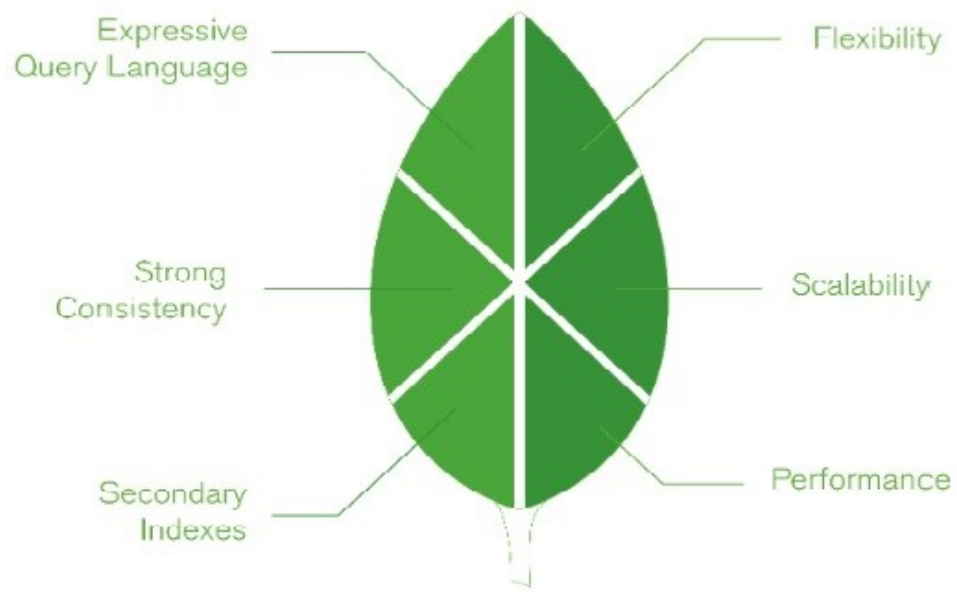 Expressive
Query Language
Flexibility
Strong
Consistency
Scalability
Secondary
Indexes
Performance